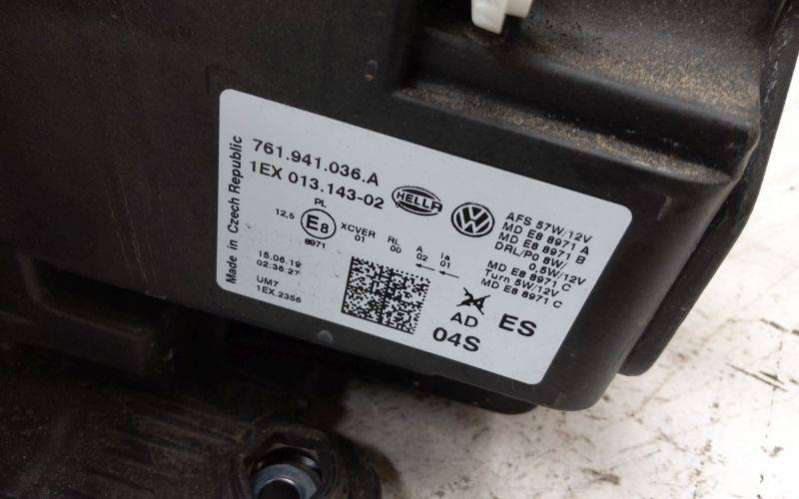 Made in Czech Republic
761.941.036.A
1EX 013.143-02
HELLA
VW
PL
12,5
E8
8971
XCVER
01
RL
00
A
02
IA
01
15.06.19
02:36:27
UM7
1EX.2356
AFS 57W/12V
MD E8 8971 A
MD E8 8971 B
DRL/P0 8W/
0,5W/12V
MD E8 8971 C
Turn 5W/12V
MD E8 8971 C
AD
ES
04S